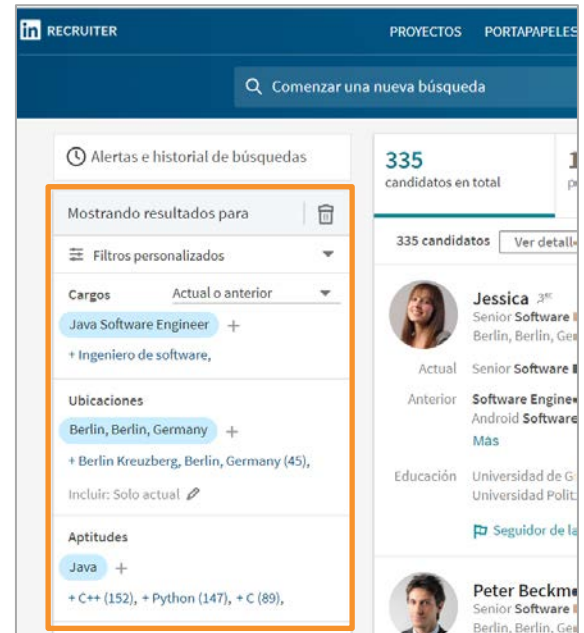 in RECRUITER
PROYECTOS PORTAPAPELES
Comenzar una nueva búsqueda
Alertas e historial de búsquedas
Mostrando resultados para
Filtros personalizados
Cargos Actual o anterior
Java Software Engineer +
+ Ingeniero de software,
Ubicaciones
Berlin, Berlin, Germany +
+ Berlin Kreuzberg, Berlin, Germany (45),
Incluir: Solo actual
Aptitudes
Java +
+ C++ (152), + Python (147), + C (89),
335
candidatos en total
335 candidatos Ver detall
Jessica
Senior Software
Berlin, Berlin, Ge
Actual Senior Software
Anterior Software Engine
Android Software
Más
Educación Universidad de G
Universidad Polit
Seguidor de la
Peter Beckm
Senior Software
Berlin, Berlin, Ge